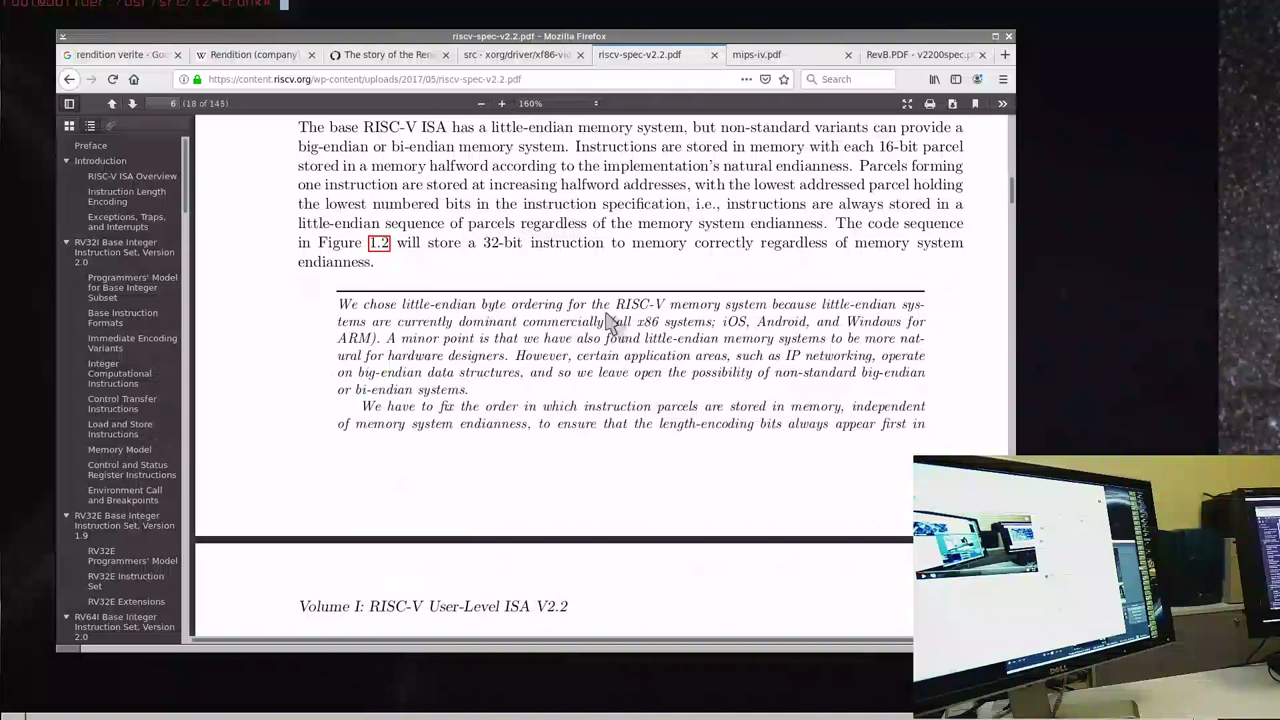 riscv-spec-v2.2.pdf - Mozilla Firefox
rendition verite - Goo
Rendition (company)
The story of the Ren
src - xorg/driver/xf86-vid
riscv-spec-v2.2.pdf
mips-iv.pdf
RevB.PDF - v2200spec.p
https://content.riscv.org/wp-content/uploads/2017/05/riscv-spec-v2.2.pdf
Search
6 (18 of 145)
160%
Preface
Introduction
RISC-V ISA Overview
Instruction Length
Encoding
Exceptions, Traps,
and Interrupts
RV32I Base Integer
Instruction Set, Version
2.0
Programmers' Model
for Base Integer
Subset
Base Instruction
Formats
Immediate Encoding
Variants
Integer
Computational
Instructions
Control Transfer
Instructions
Load and Store
Instructions
Memory Model
Control and Status
Register Instructions
Environment Call
and Breakpoints
RV32E Base Integer
Instruction Set, Version
1.9
RV32E
Programmers' Model
RV32E Instruction
Set
RV32E Extensions
RV64I Base Integer
Instruction Set, Version
2.0
The base RISC-V ISA has a little-endian memory system, but non-standard variants can provide a
big-endian or bi-endian memory system. Instructions are stored in memory with each 16-bit parcel
stored in a memory halfword according to the implementation's natural endianness. Parcels forming
one instruction are stored at increasing halfword addresses, with the lowest addressed parcel holding
the lowest numbered bits in the instruction specification, i.e., instructions are always stored in a
little-endian sequence of parcels regardless of the memory system endianness. The code sequence
in Figure 1.2 will store a 32-bit instruction to memory correctly regardless of memory system
endianness.
We chose little-endian byte ordering for the RISC-V memory system because little-endian sys-
tems are currently dominant commercially all x86 systems; iOS, Android, and Windows for
ARM). A minor point is that we have also found little-endian memory systems to be more nat-
ural for hardware designers. However, certain application areas, such as IP networking, operate
on big-endian data structures, and so we leave open the possibility of non-standard big-endian
or bi-endian systems.
We have to fix the order in which instruction parcels are stored in memory, independent
of memory system endianness, to ensure that the length-encoding bits always appear first in
Volume I: RISC-V User-Level ISA V2.2
DELL